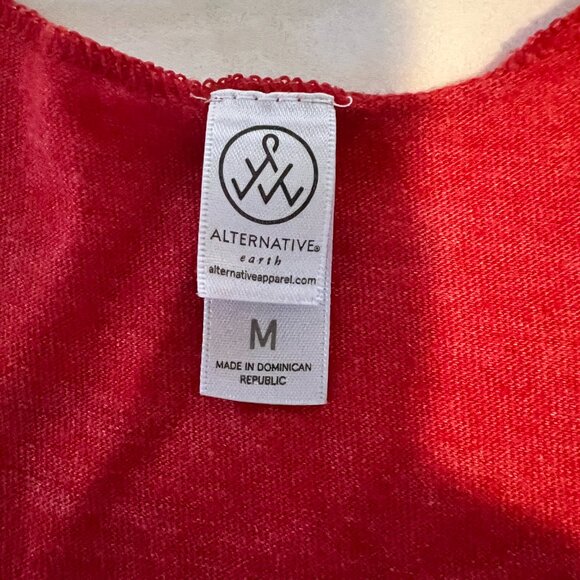 ALTERNATIVE®
earth
alternativeapparel.com
M
MADE IN DOMINICAN
REPUBLIC